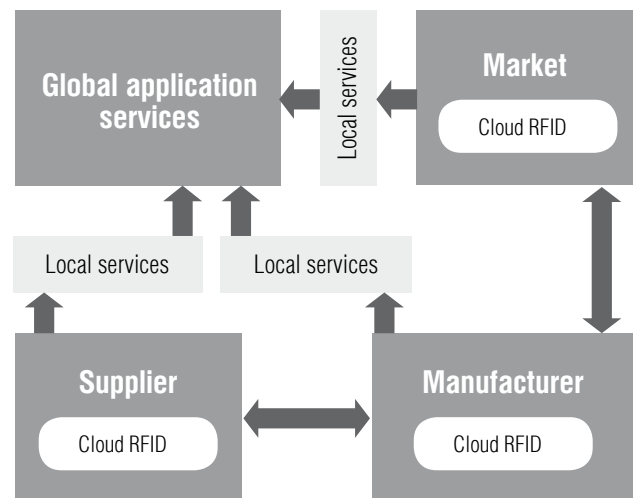 Global application
services
Local services
Market
Cloud RFID
Local services
Local services
Supplier
Cloud RFID
Manufacturer
Cloud RFID